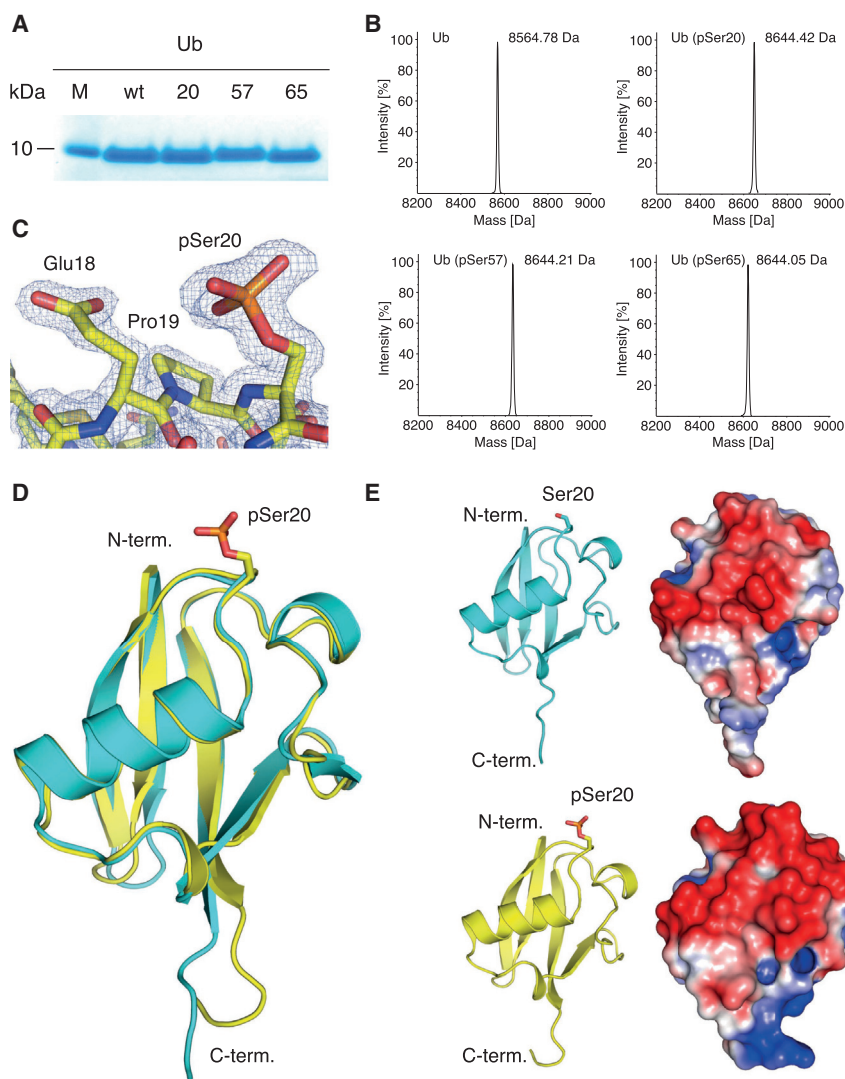 A
Ub
kDa M wt 20 57 65
10
B
Ub 8564.78 Da
Intensity [%]
100
80
60
40
20
8200 8400 8600 8800 9000
Mass [Da]
Ub (pSer20) 8644.42 Da
Intensity [%]
100
80
60
40
20
8200 8400 8600 8800 9000
Mass [Da]
Ub (pSer57) 8644.21 Da
Intensity [%]
100
80
60
40
20
8200 8400 8600 8800 9000
Mass [Da]
Ub (pSer65) 8644.05 Da
Intensity [%]
100
80
60
40
20
8200 8400 8600 8800 9000
Mass [Da]
C
pSer20
Glu18
Pro19
D
pSer20
N-term.
C-term.
E
Ser20
N-term.
C-term.
pSer20
N-term.
C-term.